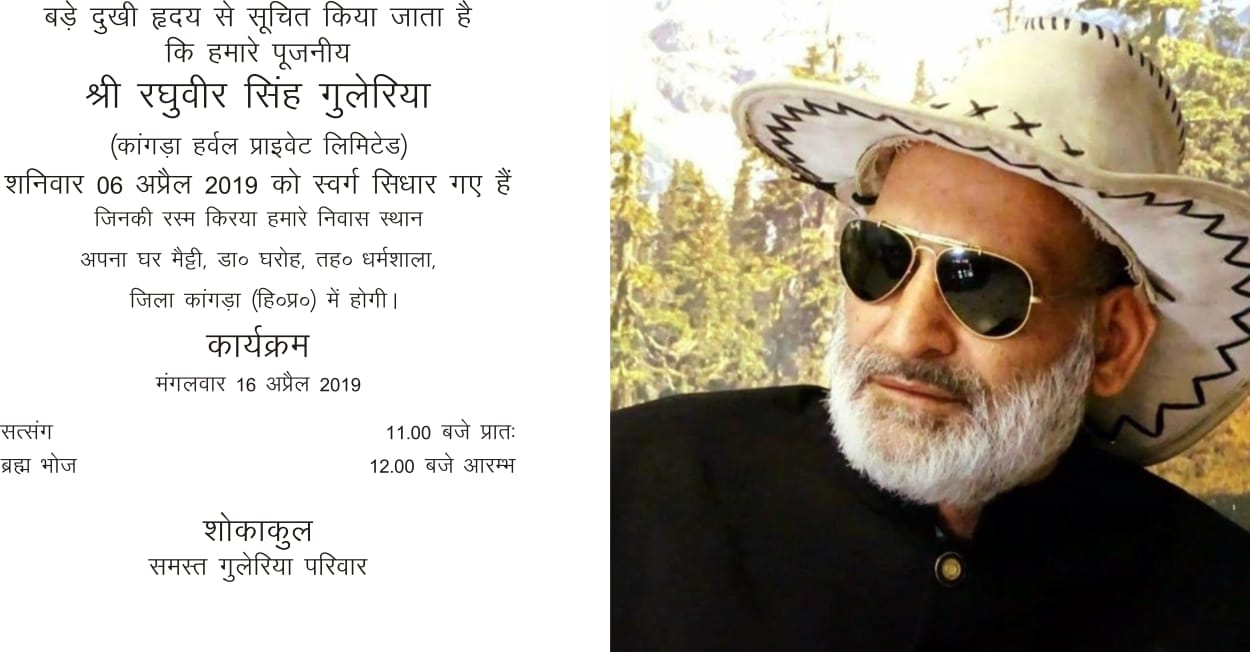 बड़े दुखी हृदय से सूचित किया जाता है
कि हमारे पूजनीय
श्री रघुवीर सिंह गुलेरिया
(कांगड़ा हर्वल प्राइवेट लिमिटेड)
शनिवार 06 अप्रैल 2019 को स्वर्ग सिधार गए हैं
जिनकी रस्म किरया हमारे निवास स्थान
अपना घर मैट्टी, डा० घरोह, तह० धर्मशाला,
जिला कांगड़ा (हि०प्र०) में होगी।
कार्यक्रम
मंगलवार 16 अप्रैल 2019
सत्संग 11.00 बजे प्रातः
ब्रह्म भोज 12.00 बजे आरम्भ
शोकाकुल
समस्त गुलेरिया परिवार